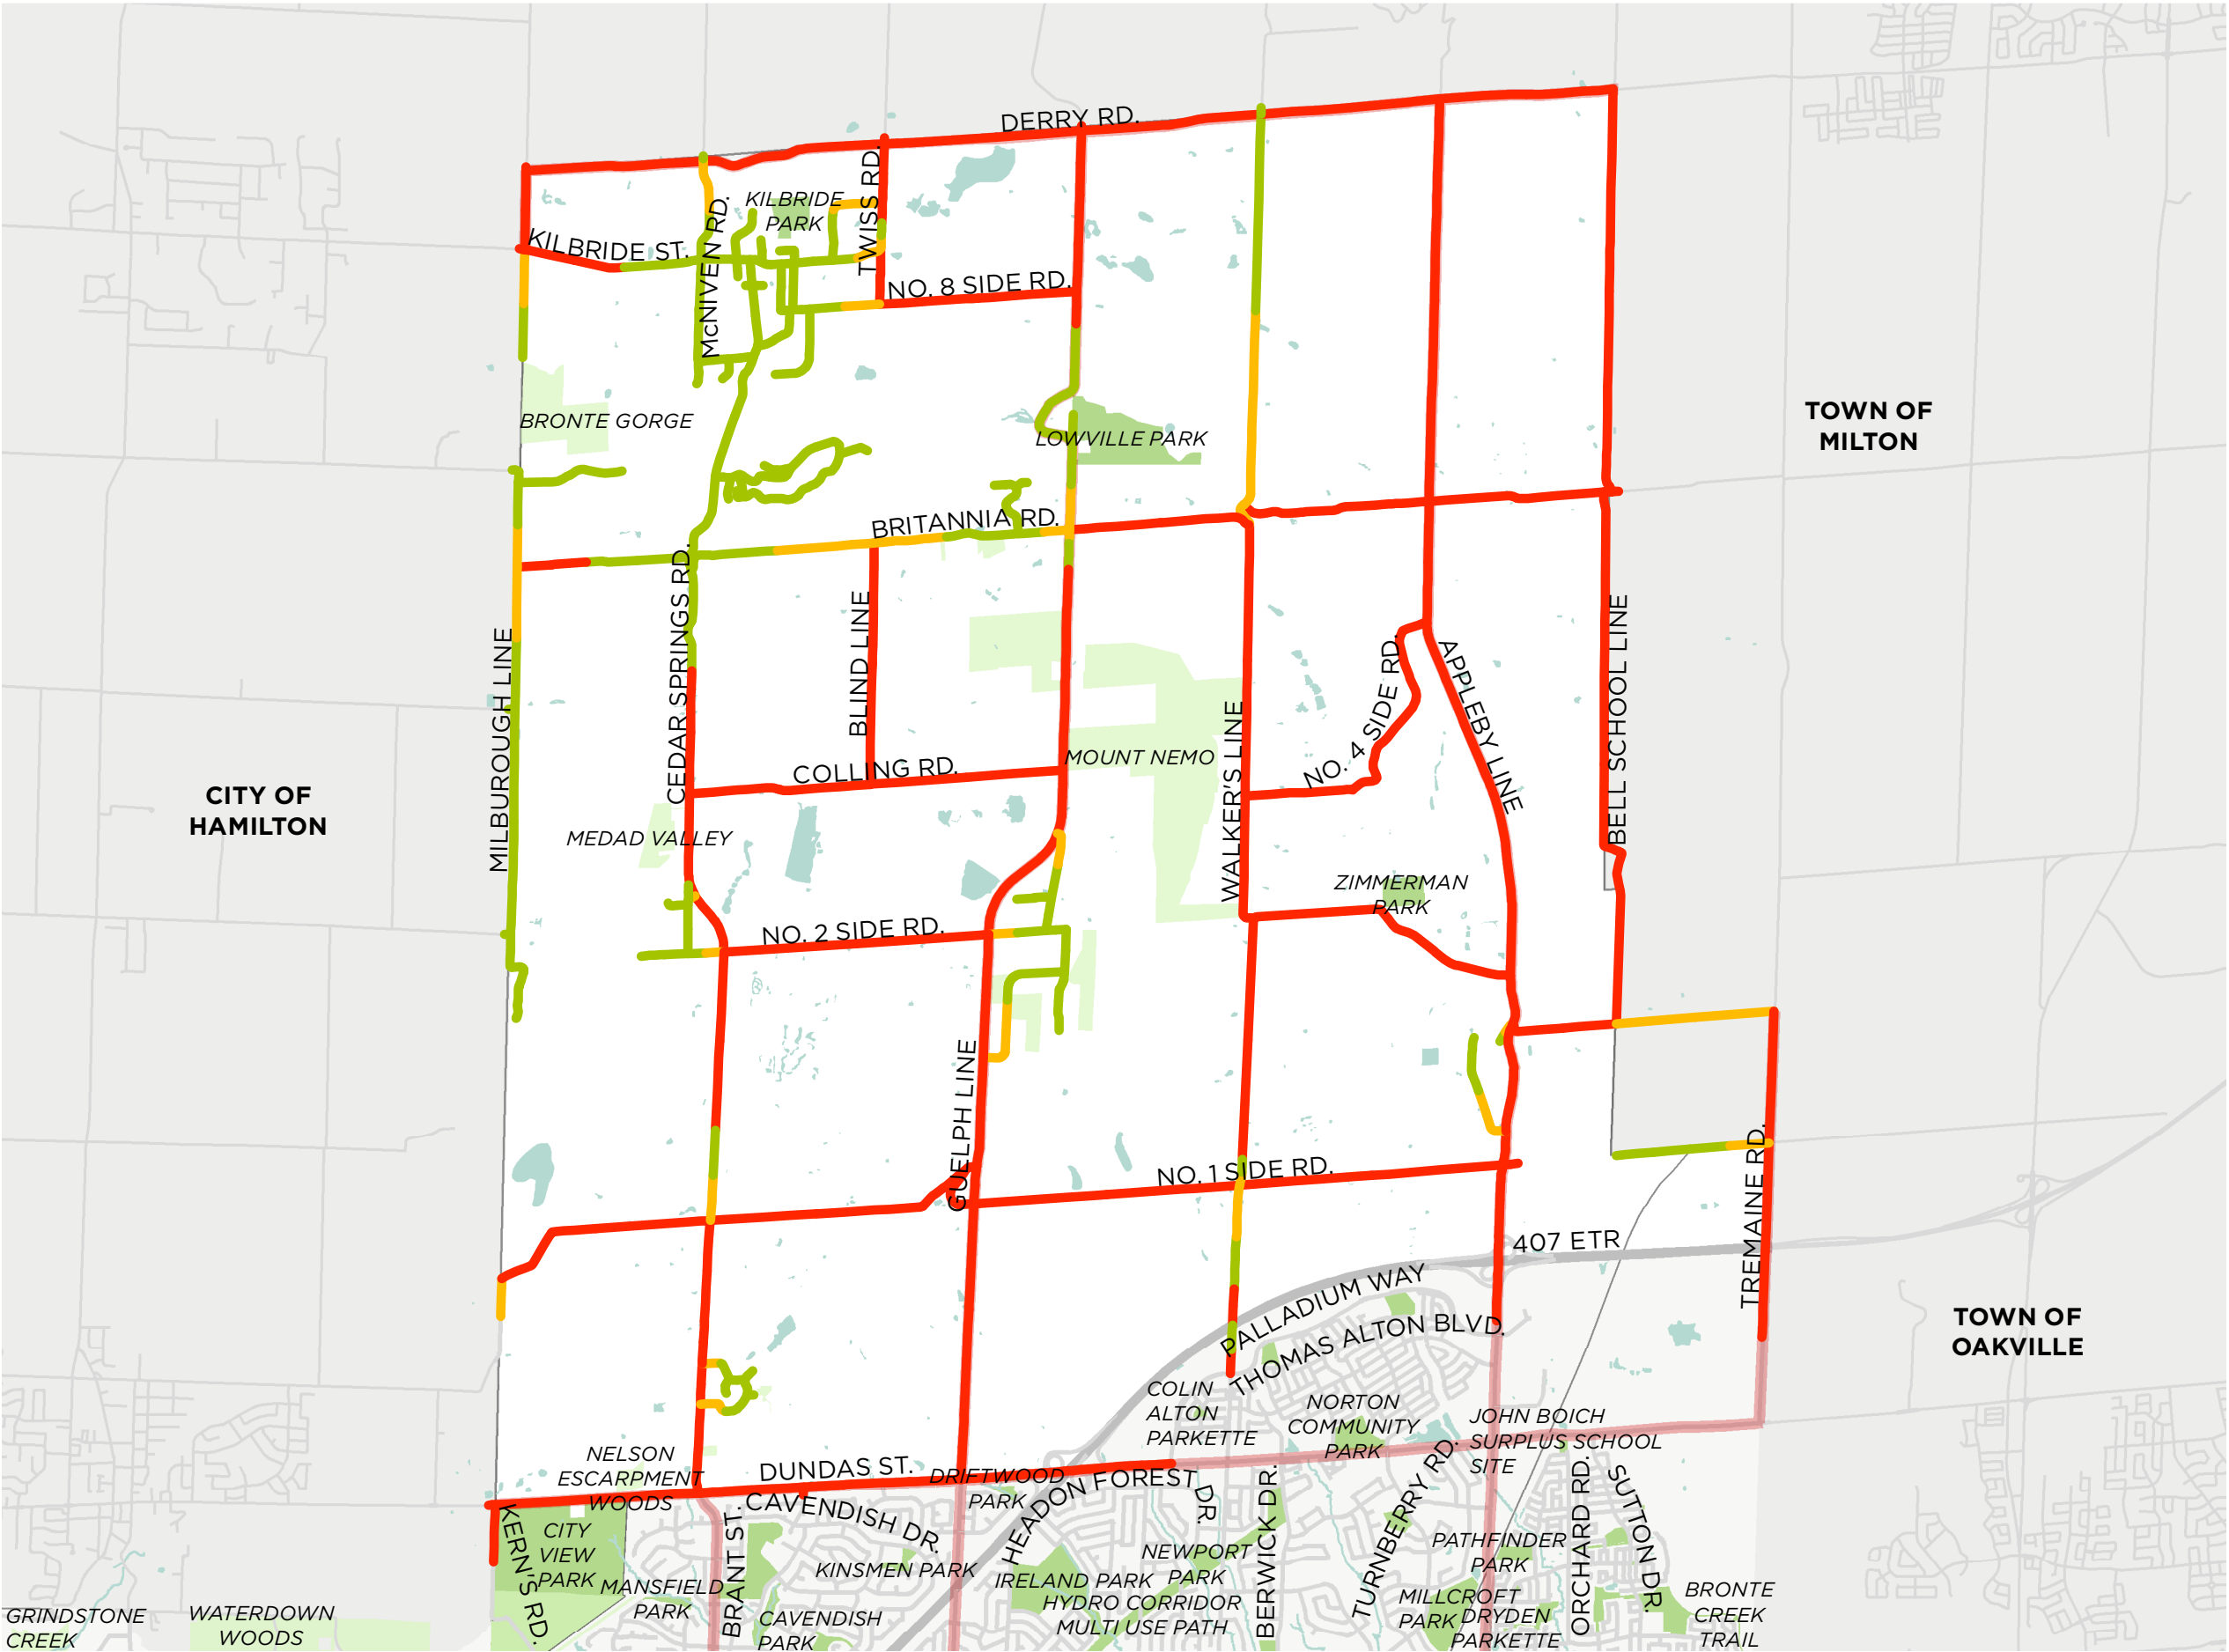 DERRY RD.
KILBRIDE
PARK
TWISS RD.
McNIVEN RD.
KILBRIDE ST.
NO. 8 SIDE RD.
BRONTE GORGE
LOWVILLE PARK
TOWN OF
MILTON
BRITANNIA RD.
CEDAR SPRINGS RD.
BLIND LINE
MILBOROUGH LINE
COLLING RD.
MOUNT NEMO
WALKER'S LINE
NO. 4 SIDE RD.
APPLEBY LINE
BELL SCHOOL LINE
CITY OF
HAMILTON
MEDAD VALLEY
ZIMMERMAN
PARK
NO. 2 SIDE RD.
GUELPH LINE
NO. 1 SIDE RD.
TREMAINE RD.
407 ETR
PALLADIUM WAY
THOMAS ALTON BLVD.
TOWN OF
OAKVILLE
COLIN
ALTON
PARKETTE
NORTON
COMMUNITY
PARK
JOHN BOICH
SURPLUS SCHOOL
SITE
NELSON
ESCARPMENT
WOODS
DUNDAS ST.
DRIFTWOOD
PARK
HEADON FOREST DR.
CAVENDISH DR.
KERN'S RD.
CITY
VIEW
PARK
BRANT ST.
KINSMEN PARK
MANSFIELD
PARK
CAVENDISH
PARK
IRELAND PARK
NEWPORT
PARK
HYDRO CORRIDOR
MULTI USE PATH
BERWICK DR.
TURNBERRY RD.
PATHFINDER
PARK
MILLCROFT
PARK
DRYDEN
PARKETTE
ORCHARD RD.
SUTTON DR.
BRONTE
CREEK
TRAIL
GRINDSTONE
CREEK
WATERDOWN
WOODS